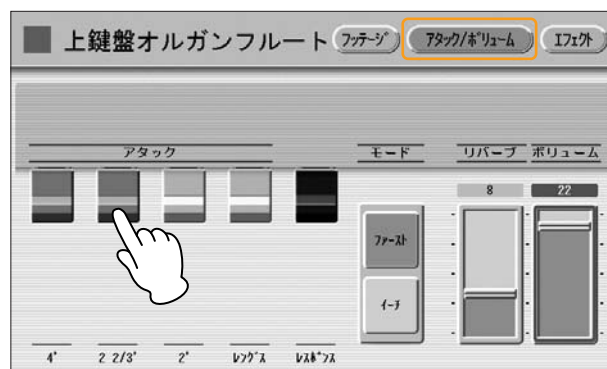 上鍵盤オルガンフルート フッテージ アタック/ボリューム エフェクト
アタック モード リバーブ ボリューム
8 22
ファースト
イーチ
4' 2 2/3' 2' レングス レスポンス